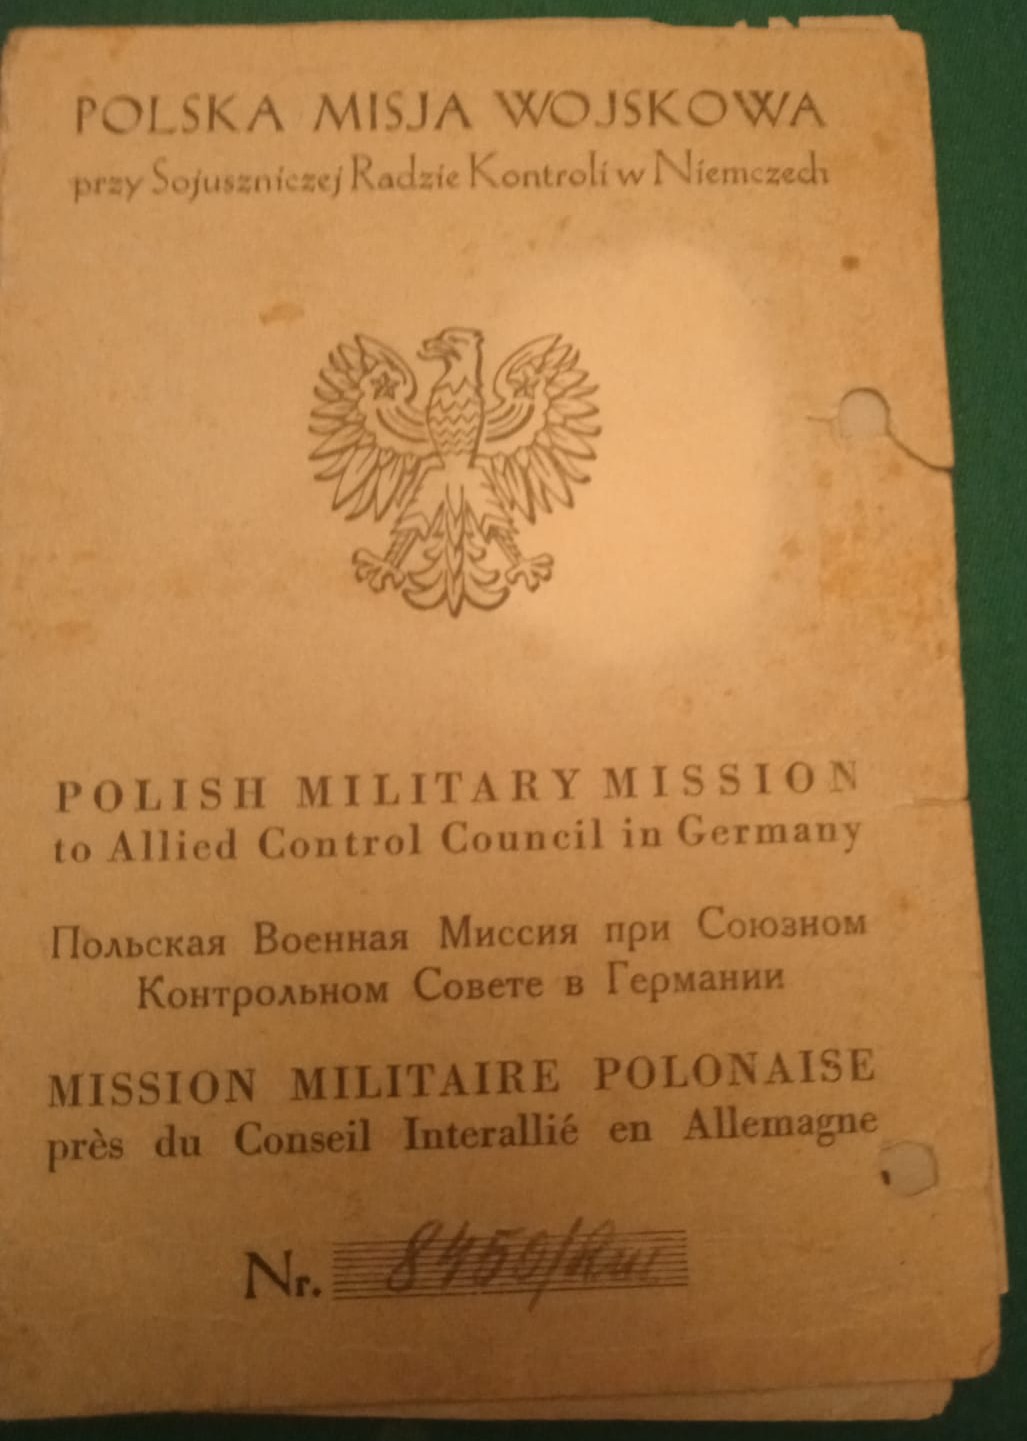 POLSKA MISJA WOJSKOWA
przy Sojuszniczej Radzie Kontroli w Niemczech
POLISH MILITARY MISSION
to Allied Control Council in Germany
Польская Военная Миссия при Союзном
Контрольном Совете в Германии
MISSION MILITAIRE POLONAISE
près du Conseil Interallié en Allemagne
Nr.